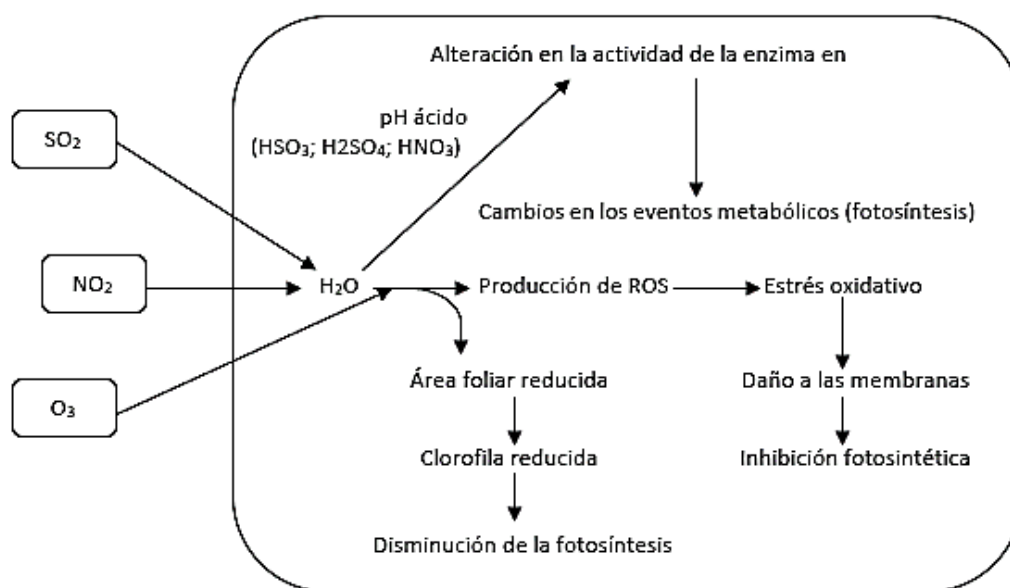 Alteración en la actividad de la enzima en
pH ácido
(HSO₃; H2SO₄; HNO₃)
SO₂
Cambios en los eventos metabólicos (fotosíntesis)
NO₂
H₂O
Producción de ROS
Estrés oxidativo
O₃
Área foliar reducida
Daño a las membranas
Clorofila reducida
Inhibición fotosintética
Disminución de la fotosíntesis